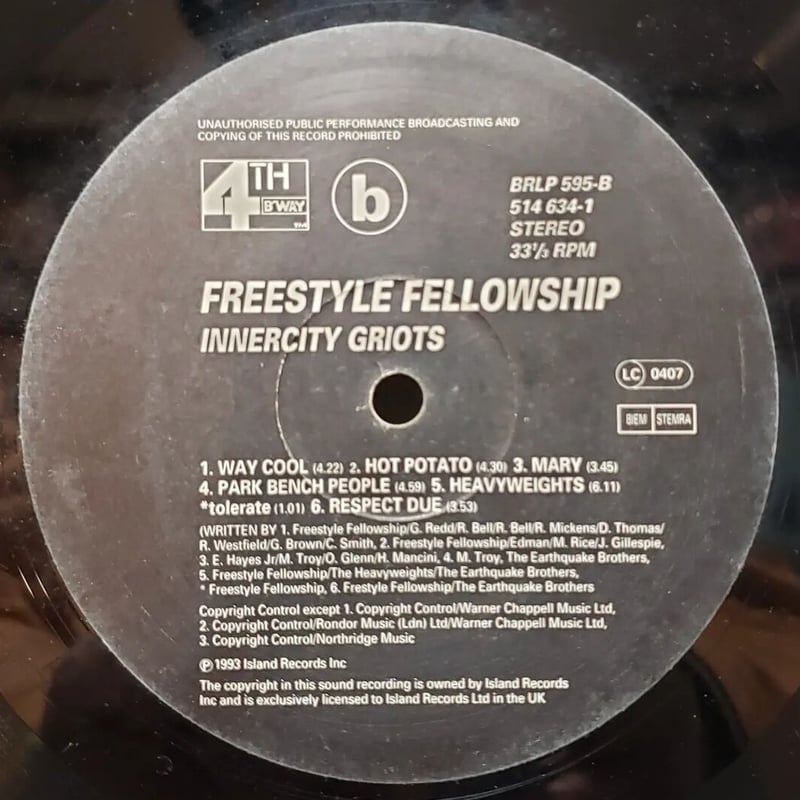 UNAUTHORISED PUBLIC PERFORMANCE BROADCASTING AND
COPYING OF THIS RECORD PROHIBITED
4TH
B'WAY
TM
b
BRLP 595-B
514 634-1
STEREO
33⅓ RPM
FREESTYLE FELLOWSHIP
INNERCITY GRIOTS
LC 0407
BIEM STEMRA
1. WAY COOL (4.22) 2. HOT POTATO (4.30) 3. MARY (3.45)
4. PARK BENCH PEOPLE (4.59) 5. HEAVYWEIGHTS (6.11)
*tolerate (1.01) 6. RESPECT DUE (3.53)
(WRITTEN BY 1. Freestyle Fellowship/G. Redd/R. Bell/R. Bell/R. Mickens/D. Thomas/
R. Westfield/G. Brown/C. Smith, 2. Freestyle Fellowship/Edman/M. Rice/J. Gillespie,
3. E. Hayes Jr/M. Troy/O. Glenn/H. Mancini, 4. M. Troy, The Earthquake Brothers,
5. Freestyle Fellowship/The Heavyweights/The Earthquake Brothers,
* Freestyle Fellowship, 6. Frestyle Fellowship/The Earthquake Brothers
Copyright Control except 1. Copyright Control/Warner Chappell Music Ltd,
2. Copyright Control/Rondor Music (Ldn) Ltd/Warner Chappell Music Ltd,
3. Copyright Control/Northridge Music
℗ 1993 Island Records Inc
The copyright in this sound recording is owned by Island Records
Inc and is exclusively licensed to Island Records Ltd in the UK